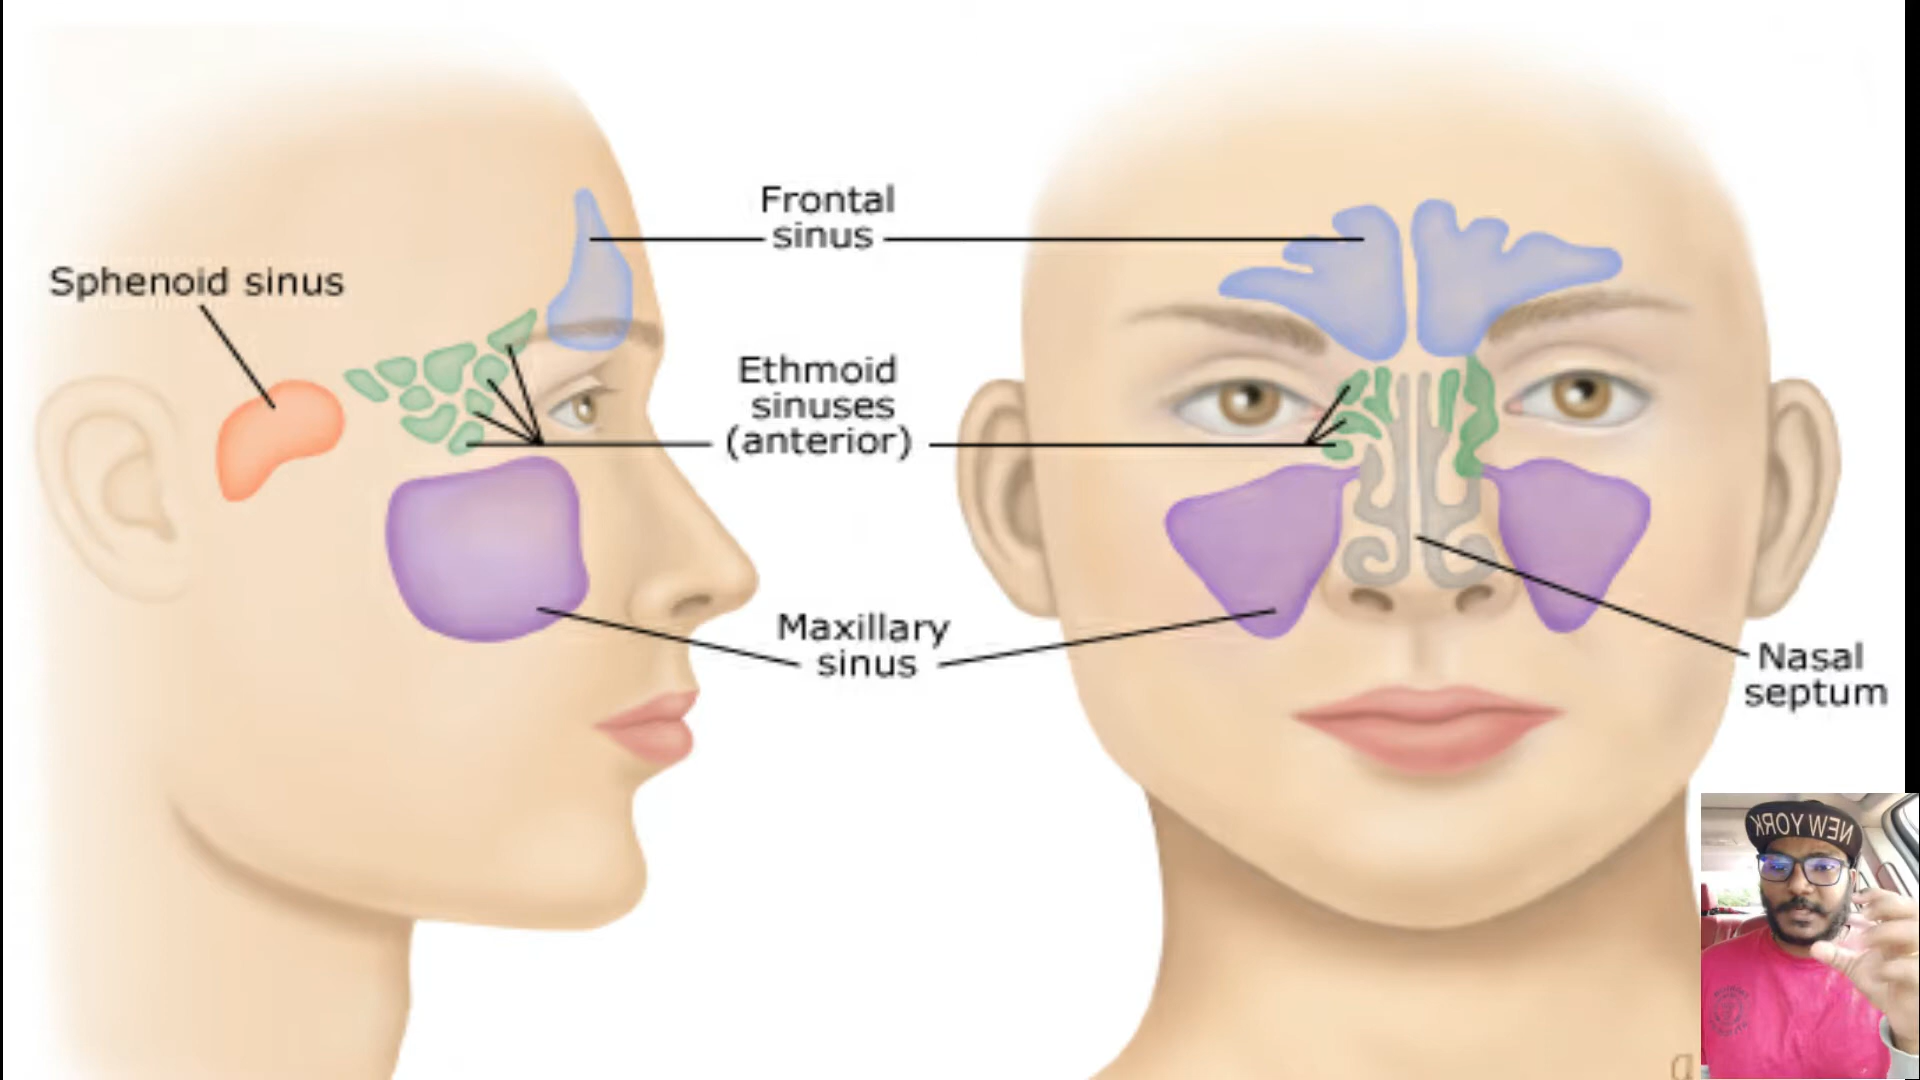 Frontal
sinus
Sphenoid sinus
Ethmoid
sinuses
(anterior)
Maxillary
sinus
Nasal
septum
NEW YORK